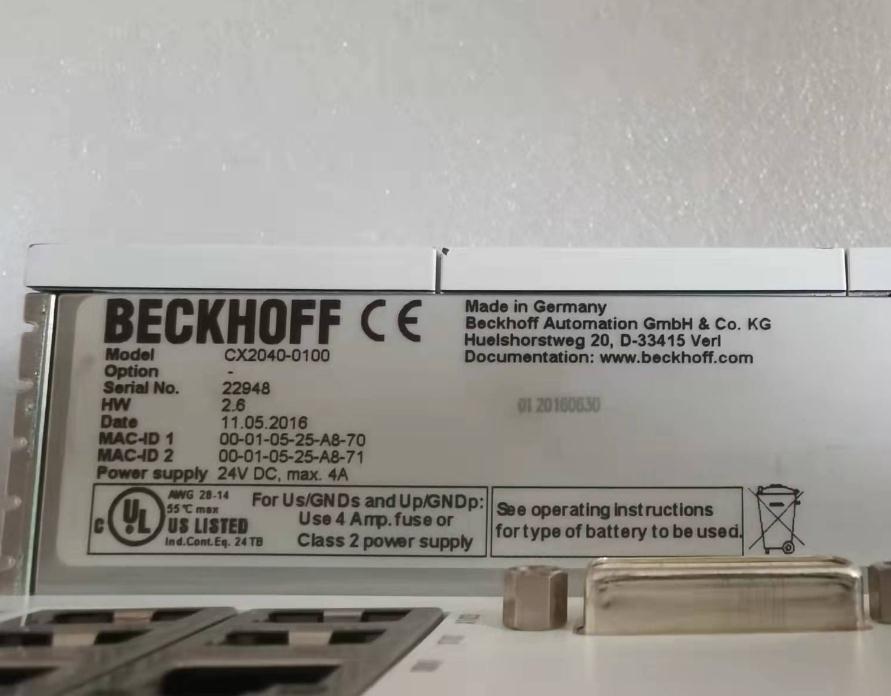 BECKHOFF CE
Model CX2040-0100
Option -
Serial No. 22948
HW 2.6
Date 11.05.2016
MAC-ID 1 00-01-05-25-A8-70
MAC-ID 2 00-01-05-25-A8-71
Power supply 24V DC, max. 4A
Made in Germany
Beckhoff Automation GmbH & Co. KG
Huelshorstweg 20, D-33415 Verl
Documentation: www.beckhoff.com
01 20160630
C UL
AWG 28-14
55°C max
US LISTED
Ind.Cont.Eq. 24TB
For Us/GNDs and Up/GNDp:
Use 4 Amp. fuse or
Class 2 power supply
See operating instructions
for type of battery to be used.